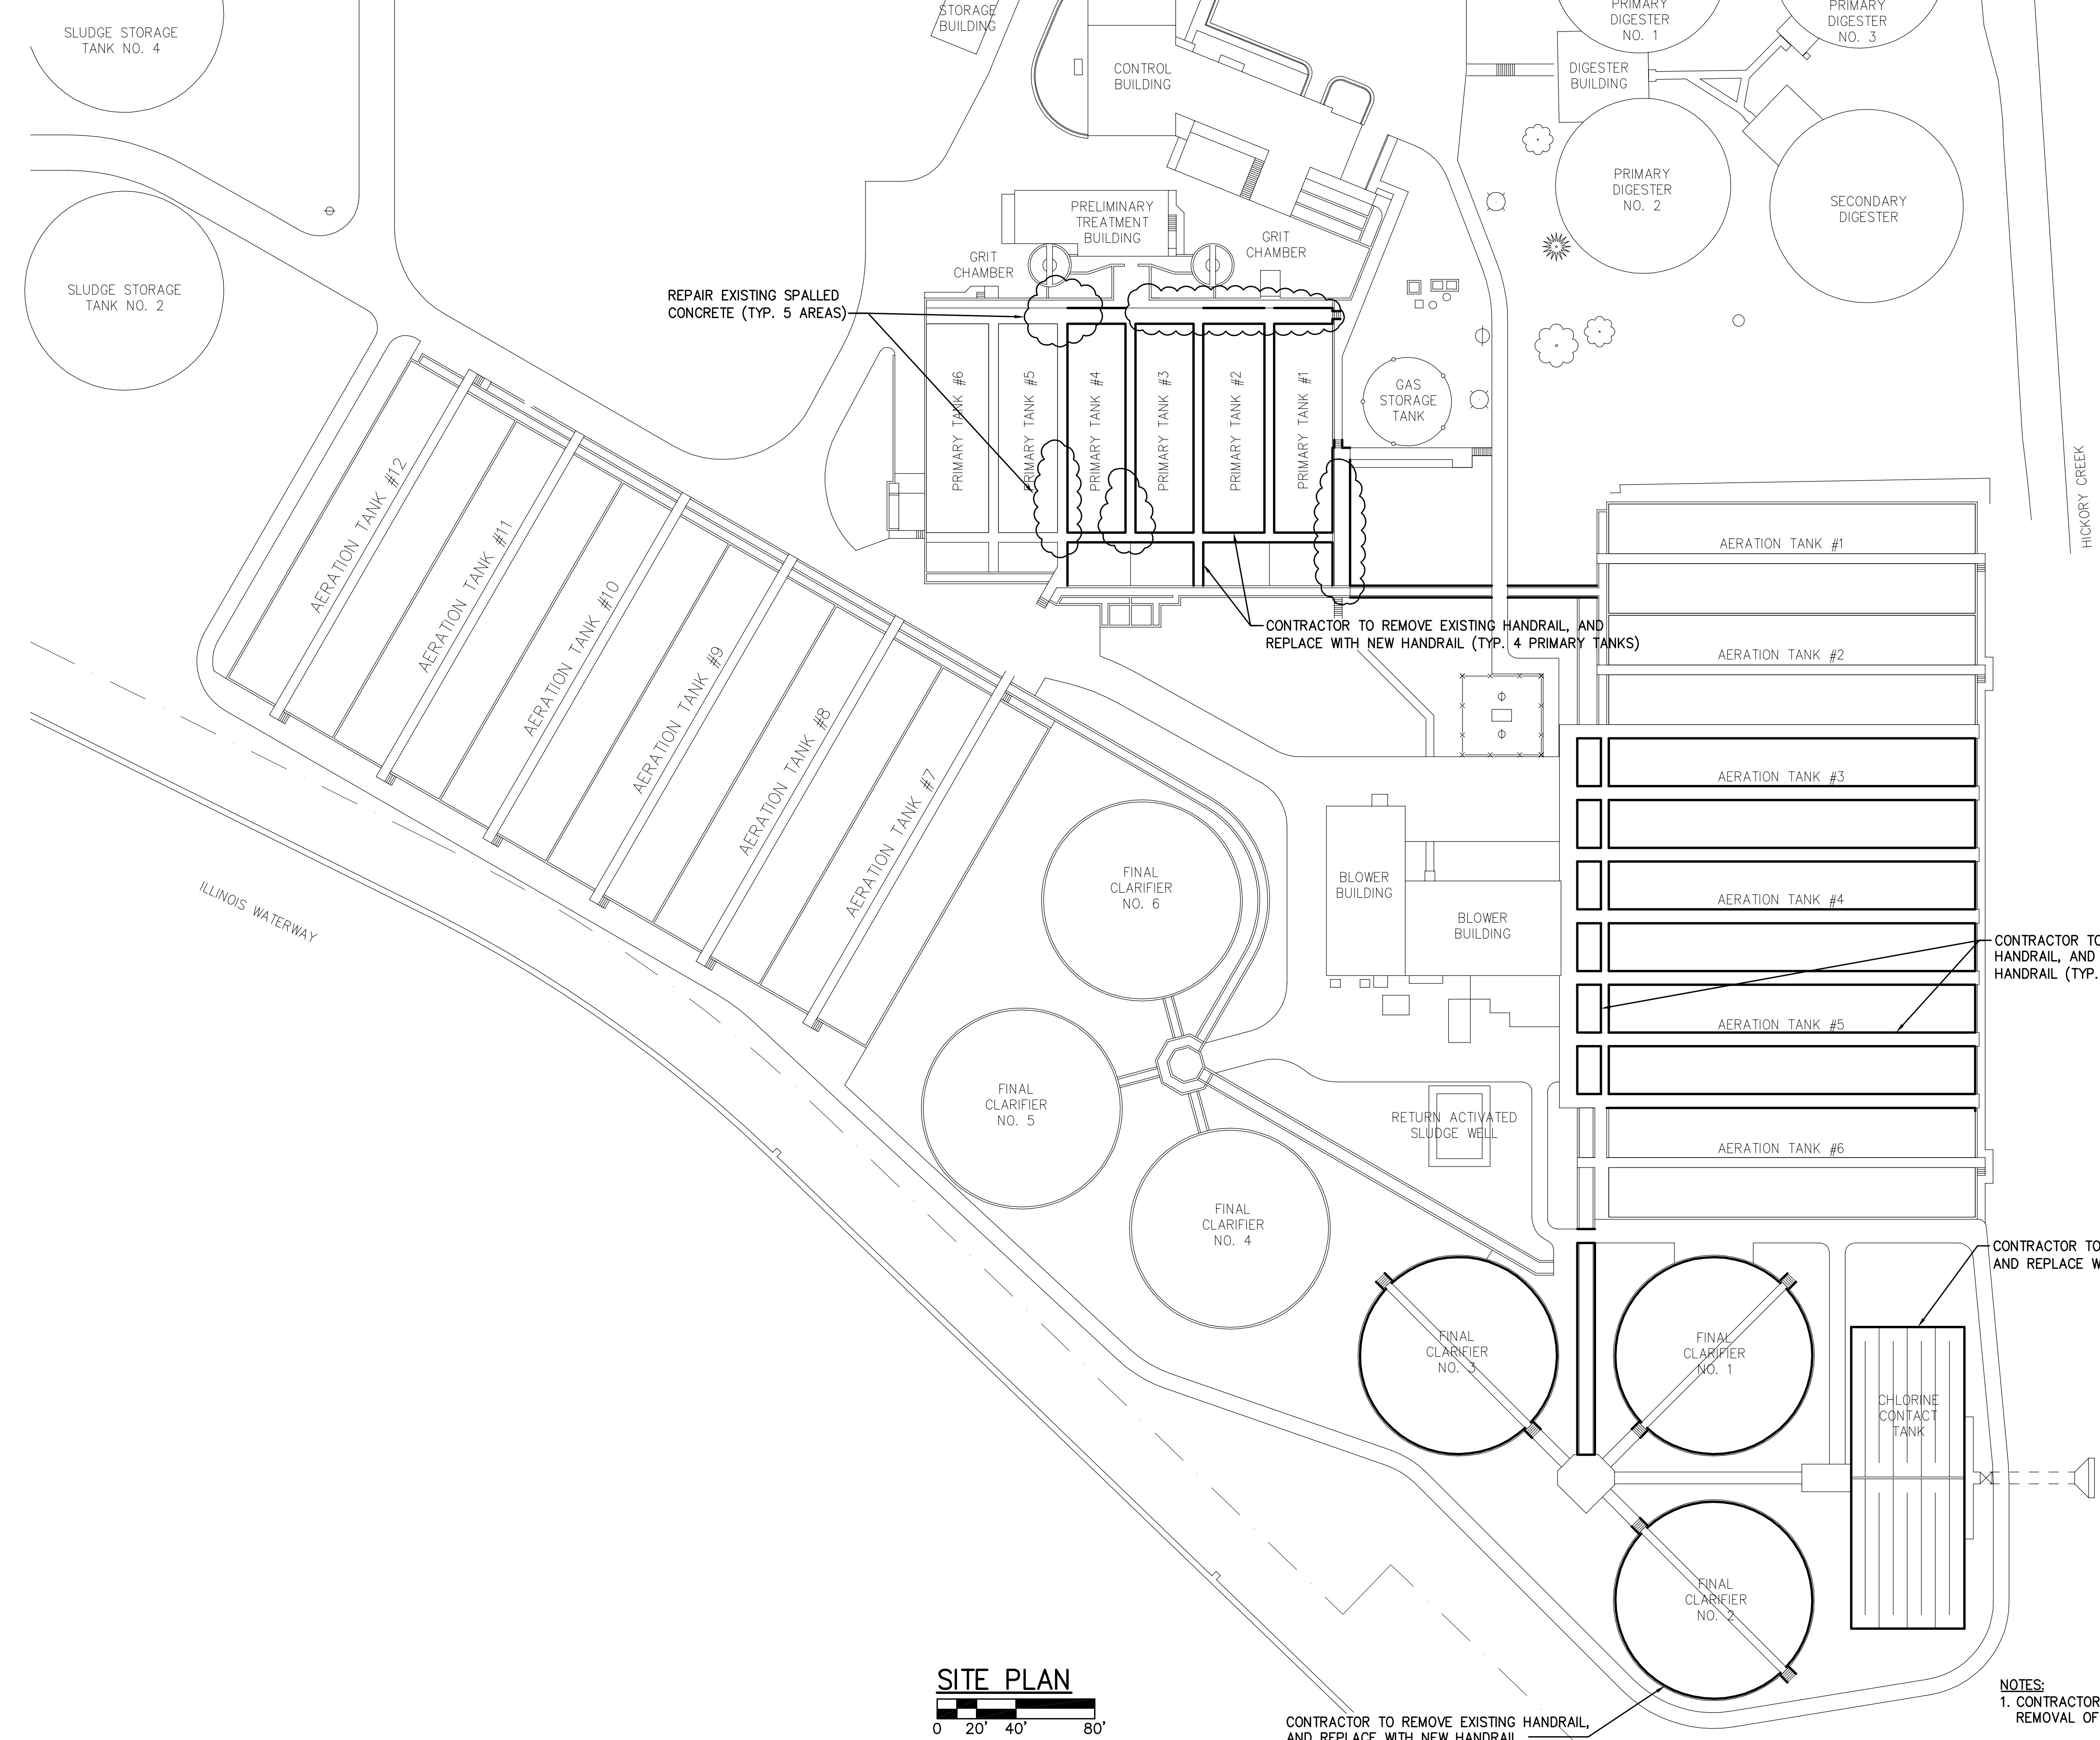 STORAGE
BUILDING
PRIMARY
DIGESTER
NO. 1
PRIMARY
DIGESTER
NO. 3
SLUDGE STORAGE
TANK NO. 4
CONTROL
BUILDING
DIGESTER
BUILDING
PRIMARY
DIGESTER
NO. 2
SECONDARY
DIGESTER
PRELIMINARY
TREATMENT
BUILDING
GRIT
CHAMBER
GRIT
CHAMBER
SLUDGE STORAGE
TANK NO. 2
REPAIR EXISTING SPALLED
CONCRETE (TYP. 5 AREAS)
PRIMARY TANK #6
PRIMARY TANK #5
PRIMARY TANK #4
PRIMARY TANK #3
PRIMARY TANK #2
PRIMARY TANK #1
GAS
STORAGE
TANK
HICKORY CREEK
AERATION TANK #12
AERATION TANK #11
AERATION TANK #10
AERATION TANK #9
AERATION TANK #8
AERATION TANK #7
AERATION TANK #1
CONTRACTOR TO REMOVE EXISTING HANDRAIL, AND
REPLACE WITH NEW HANDRAIL (TYP. 4 PRIMARY TANKS)
AERATION TANK #2
AERATION TANK #3
AERATION TANK #4
AERATION TANK #5
AERATION TANK #6
ILLINOIS WATERWAY
FINAL
CLARIFIER
NO. 6
BLOWER
BUILDING
BLOWER
BUILDING
CONTRACTOR TO
HANDRAIL, AND
HANDRAIL (TYP.
FINAL
CLARIFIER
NO. 5
RETURN ACTIVATED
SLUDGE WELL
FINAL
CLARIFIER
NO. 4
CONTRACTOR TO
AND REPLACE W
FINAL
CLARIFIER
NO. 3
FINAL
CLARIFIER
NO. 1
CHLORINE
CONTACT
TANK
FINAL
CLARIFIER
NO. 2
SITE PLAN
0 20' 40' 80'
CONTRACTOR TO REMOVE EXISTING HANDRAIL,
AND REPLACE WITH NEW HANDRAIL
NOTES:
1. CONTRACTOR
REMOVAL OF